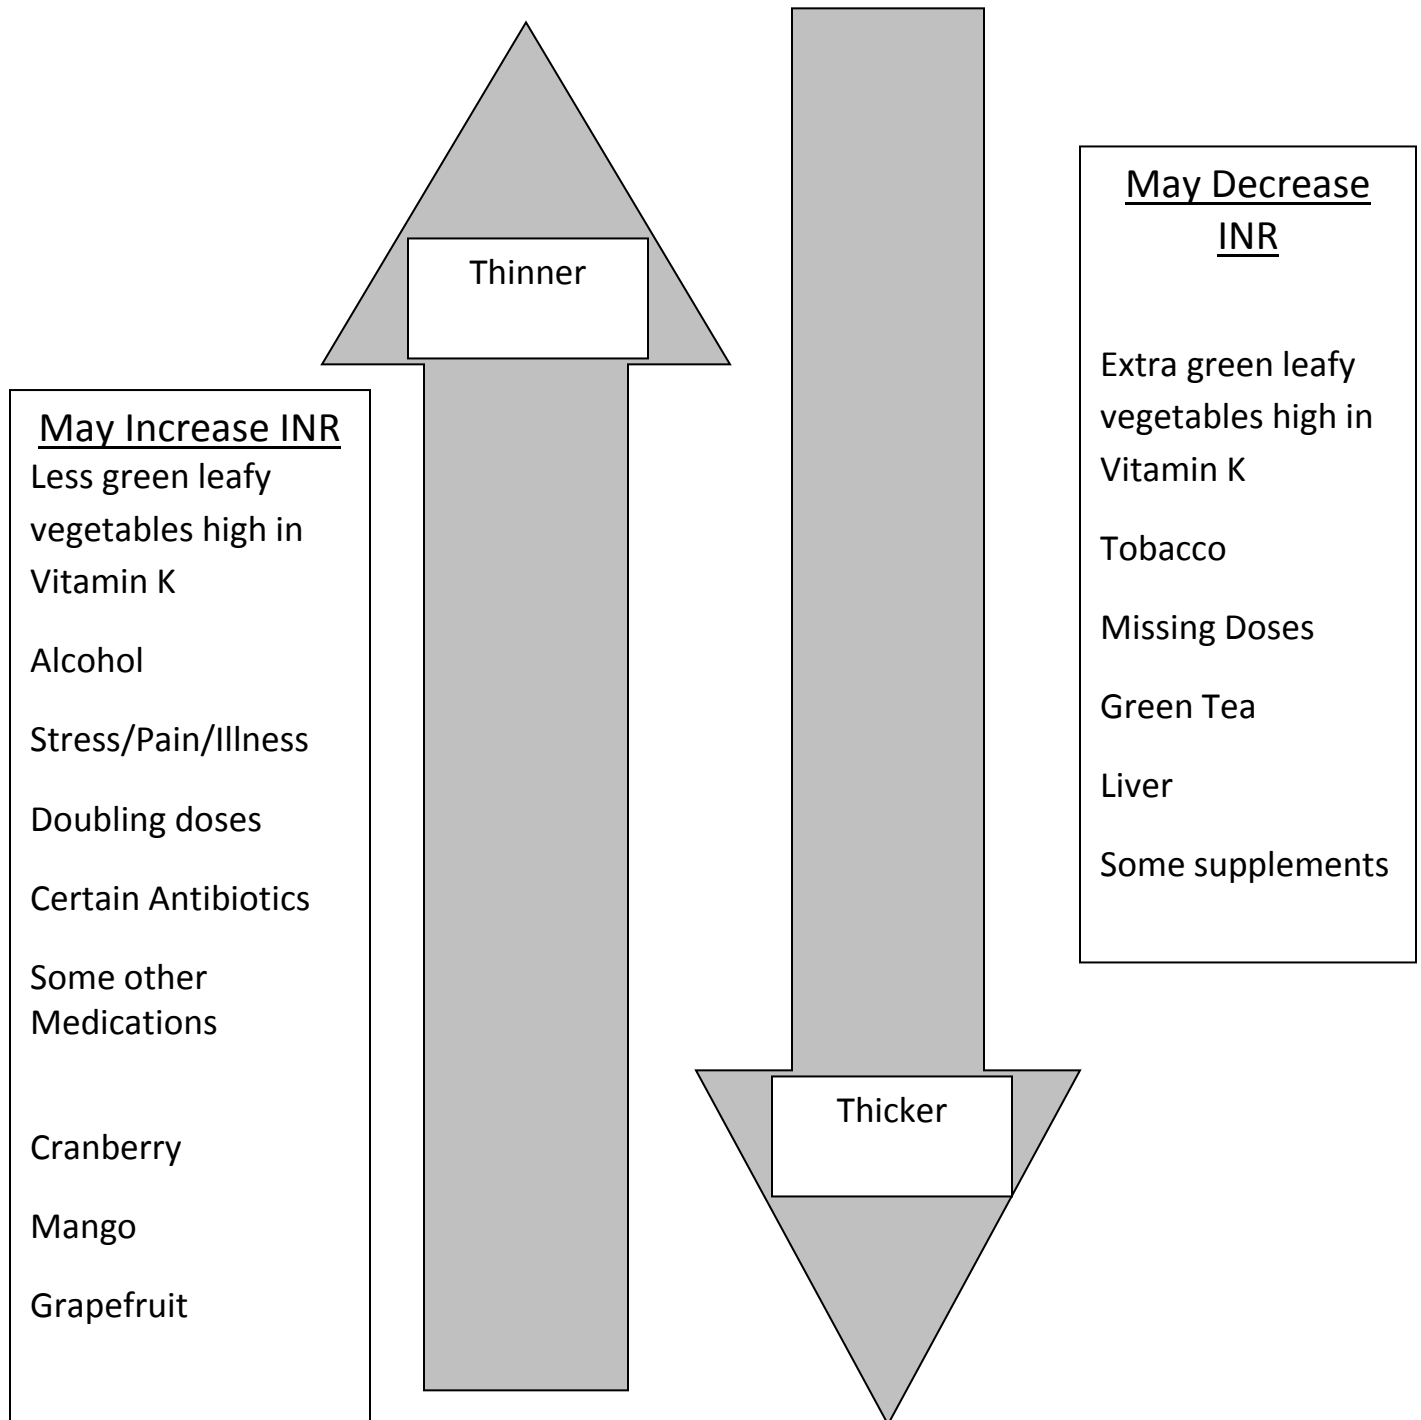 Thinner
May Increase INR
Less green leafy
vegetables high in
Vitamin K
Alcohol
Stress/Pain/Illness
Doubling doses
Certain Antibiotics
Some other
Medications
Cranberry
Mango
Grapefruit
May Decrease
INR
Extra green leafy
vegetables high in
Vitamin K
Tobacco
Missing Doses
Green Tea
Liver
Some supplements
Thicker